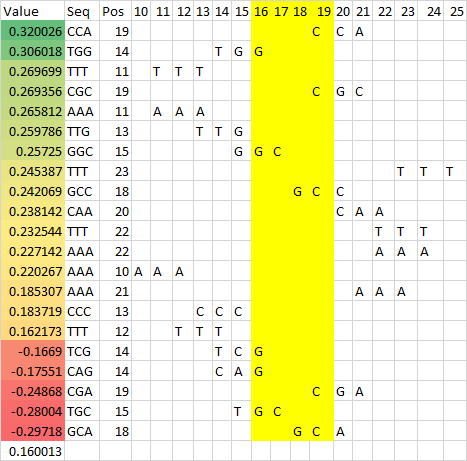 Value Seq Pos 10 11 12 13 14 15 16 17 18 19 20 21 22 23 24 25
0.320026 CCA 19 C C A
0.306018 TGG 14 T G G
0.269699 TTT 11 T T T
0.269356 CGC 19 C G C
0.265812 AAA 11 A A A
0.259786 TTG 13 T T G
0.25725 GGC 15 G G C
0.245387 TTT 23 T T T
0.242069 GCC 18 G C C
0.238142 CAA 20 C A A
0.232544 TTT 22 T T T
0.227142 AAA 22 A A A
0.220267 AAA 10 A A A
0.185307 AAA 21 A A A
0.183719 CCC 13 C C C
0.162173 TTT 12 T T T
-0.1669 TCG 14 T C G
-0.17551 CAG 14 C A G
-0.24868 CGA 19 C G A
-0.28004 TGC 15 T G C
-0.29718 GCA 18 G C A
0.160013